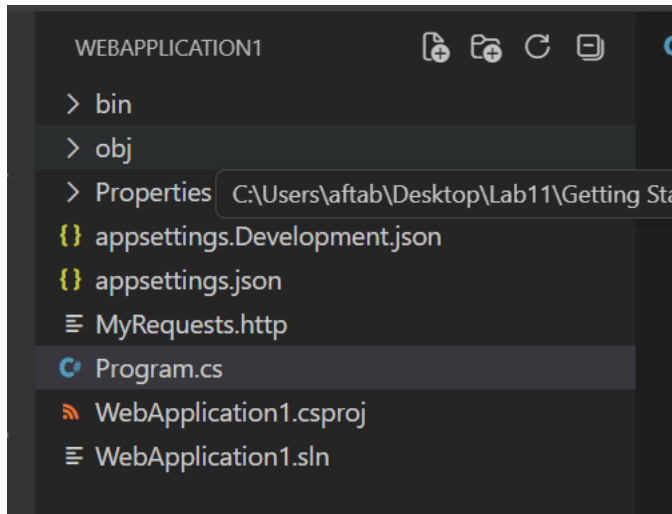 WEBAPPLICATION1
bin
obj
Properties
C:\Users\aftab\Desktop\Lab11\Getting
appsettings.Development.json
appsettings.json
MyRequests.http
C# Program.cs
WebApplication1.csproj
WebApplication1.sln